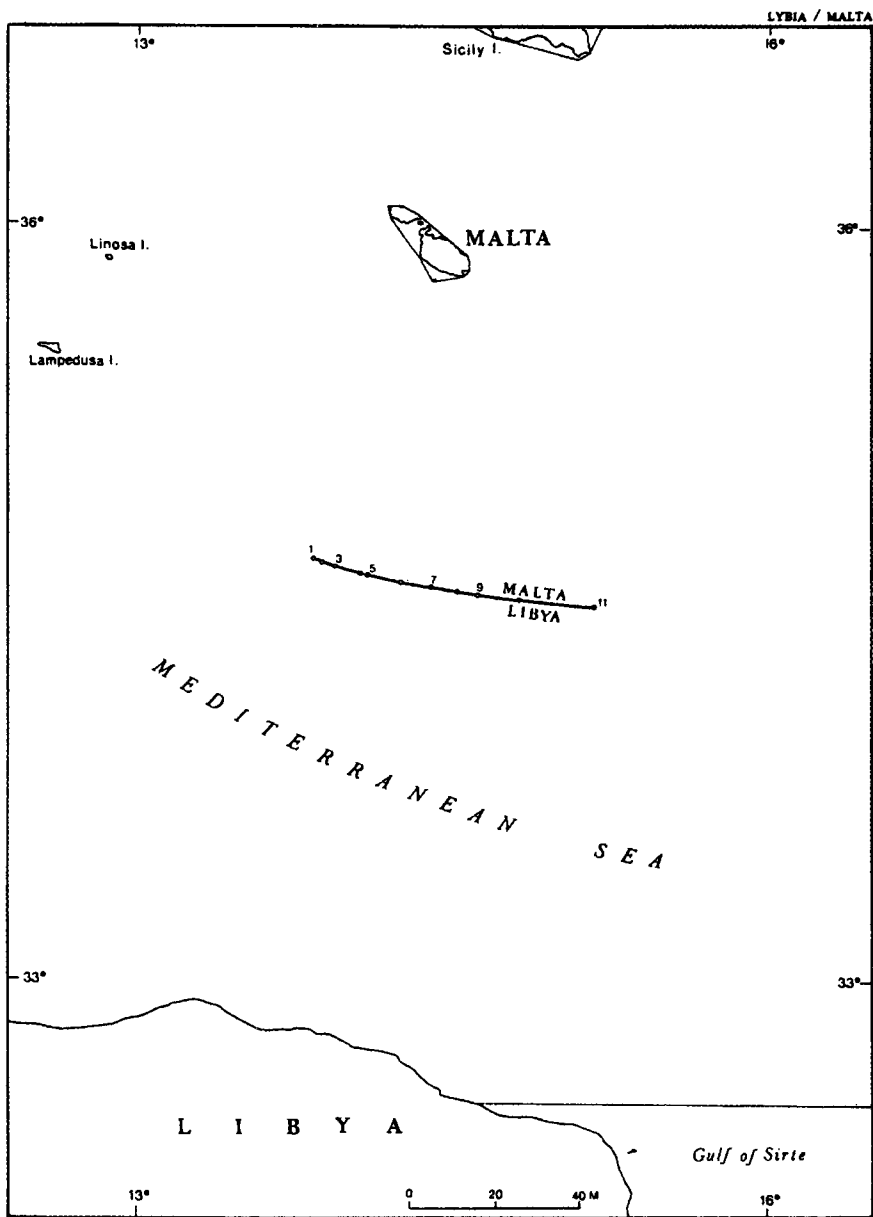 LYBIA / MALTA
13°
16°
Sicily I.
36°
36°
MALTA
Linosa I.
Lampedusa I.
1
3
5
7
9
11
MALTA
LIBYA
MEDITERRANEAN SEA
33°
33°
LIBYA
Gulf of Sirte
13°
0 20 40 M
16°